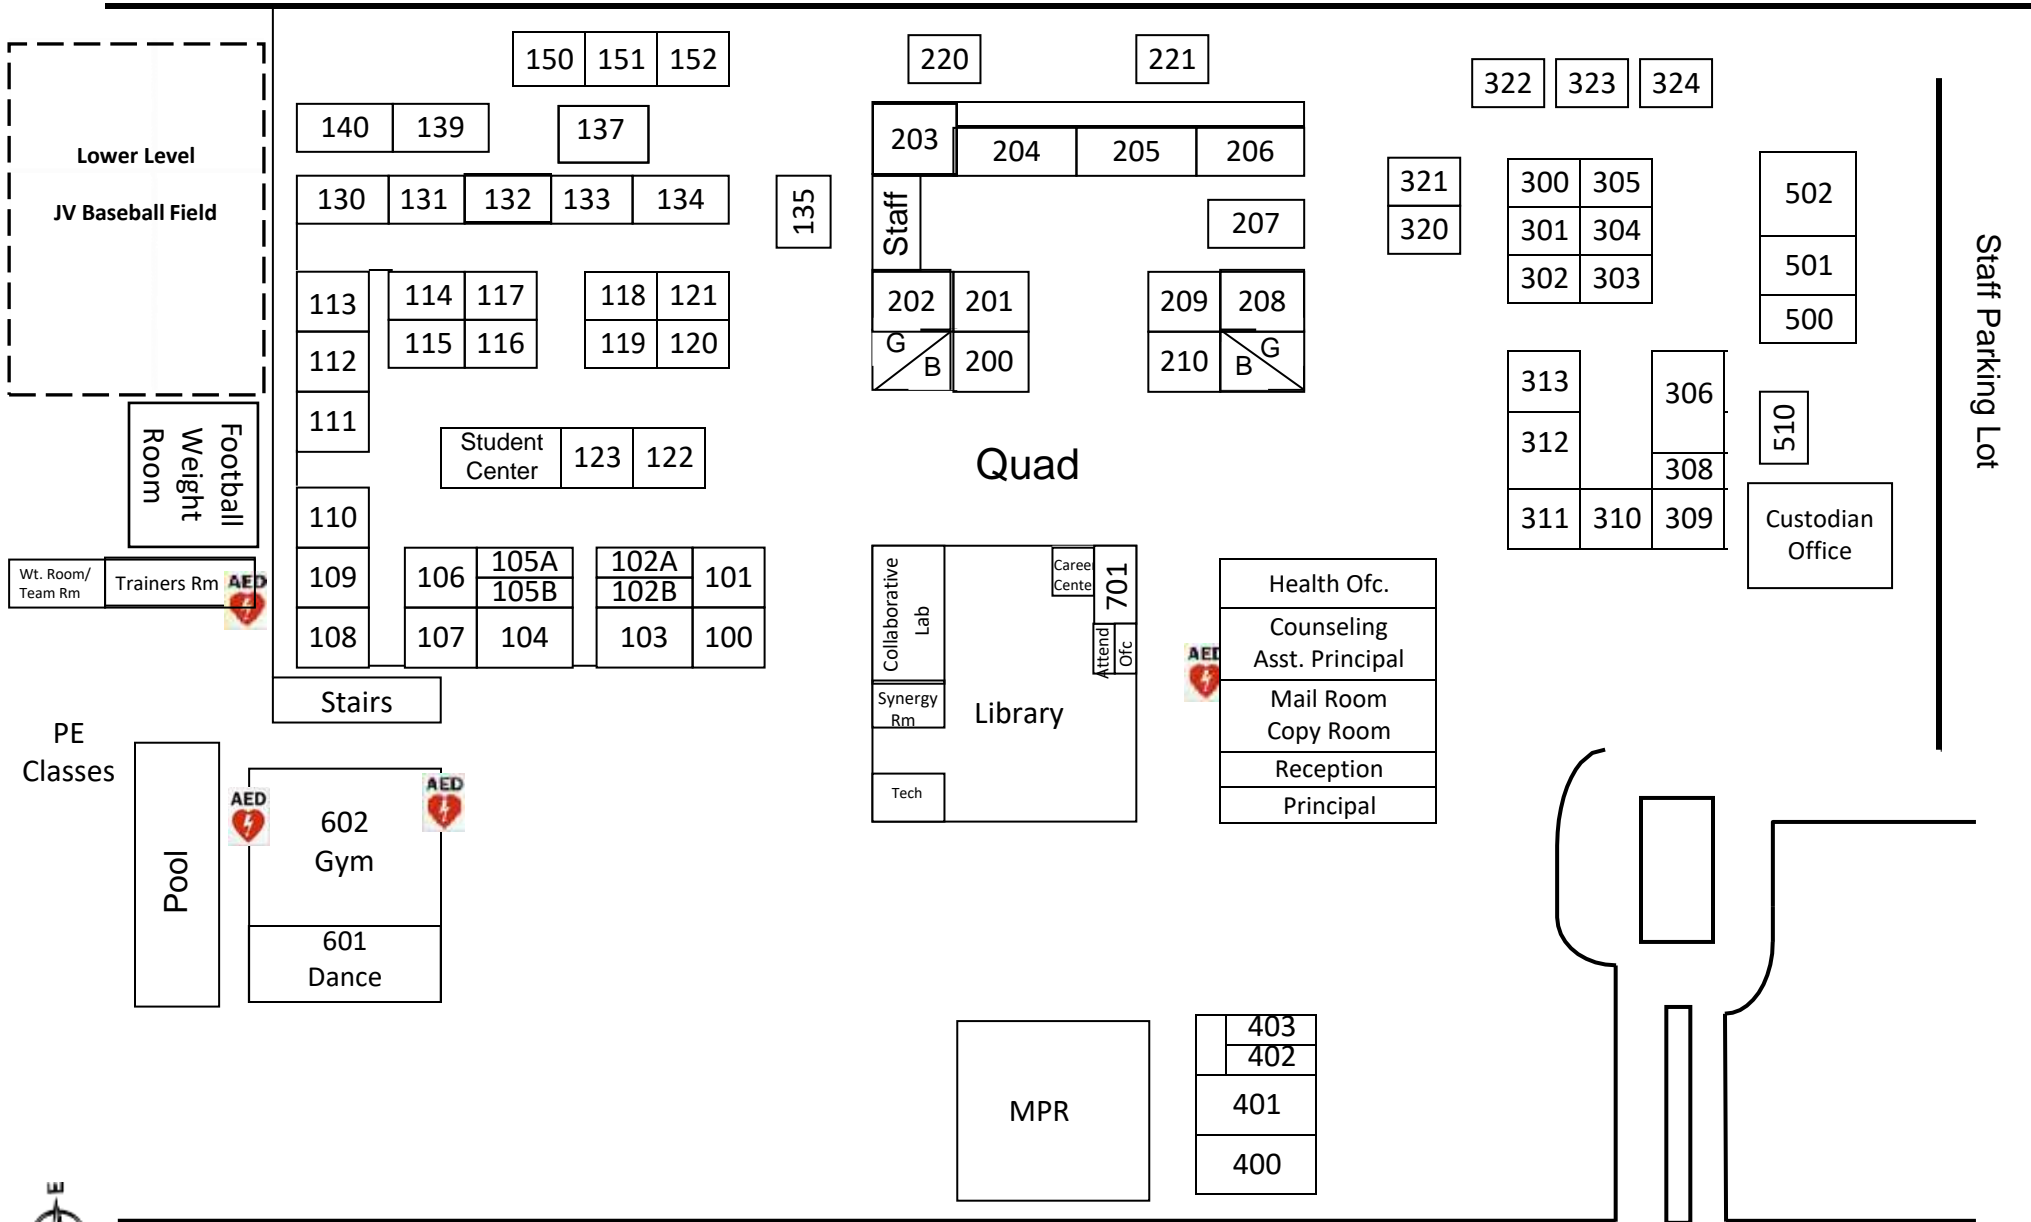 150 151 152
220
221
322 323 324
140 139
137
203
204 205 206
Lower Level
JV Baseball Field
130 131 132 133 134
135
Staff
207
321
320
300 305
301 304
302 303
502
501
500
Staff Parking Lot
113
112
111
114 117
115 116
118 121
119 120
202 201
G
B
200
209 208
210
B
G
313
312
306
308
311 310 309
510
Football
Weight
Room
Student
Center
123 122
Quad
Custodian
Office
110
109
108
Wt. Room/
Team Rm
Trainers Rm
AED
106
105A
105B
102A
102B
101
107 104
103 100
Collaborative
Lab
Career
Cente
701
Attend
Ofc
Synergy
Rm
Library
Tech
AED
Health Ofc.
Counseling
Asst. Principal
Mail Room
Copy Room
Reception
Principal
Stairs
PE
Classes
Pool
AED
AED
602
Gym
601
Dance
MPR
403
402
401
400
E